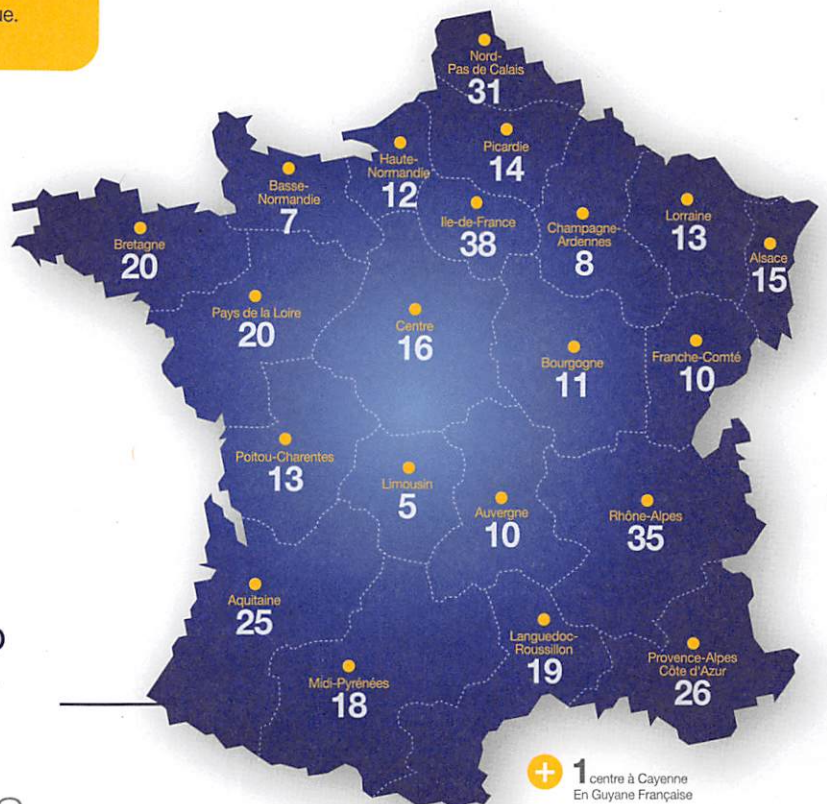 Nord-
Pas de Calais
31
Picardie
14
Haute-
Normandie
12
Basse-
Normandie
7
Ile-de-France
38
Champagne-
Ardennes
8
Lorraine
13
Alsace
15
Bretagne
20
Pays de la Loire
20
Centre
16
Bourgogne
11
Franche-Comté
10
Poitou-Charentes
13
Limousin
5
Auvergne
10
Rhône-Alpes
35
Aquitaine
25
Midi-Pyrénées
18
Languedoc-
Roussillon
19
Provence-Alpes
Côte d'Azur
26
+ 1 centre à Cayenne
En Guyane Française